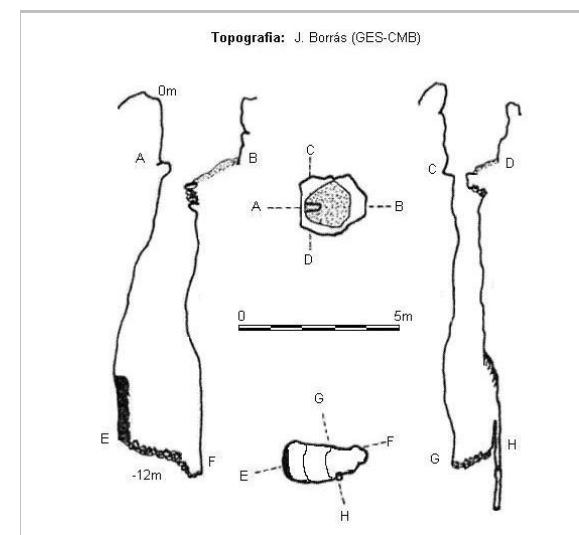 Topografia: J. Borrás (GES-CMB)
0m
A
B
C
D
C
A
B
D
0
5m
E
F
-12m
G
F
E
H
G
H